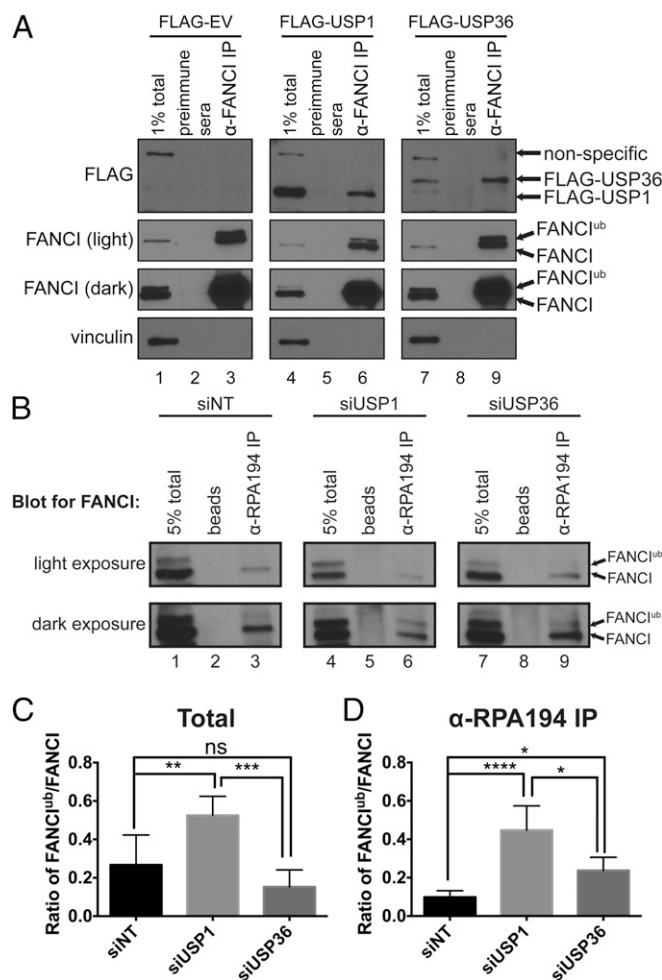 A
FLAG-EV FLAG-USP1 FLAG-USP36
1% total preimmune sera α-FANCI IP 1% total preimmune sera α-FANCI IP 1% total preimmune sera α-FANCI IP
FLAG
non-specific
FLAG-USP36
FLAG-USP1
FANCI (light)
FANCIub
FANCI
FANCI (dark)
FANCIub
FANCI
vinculin
1 2 3 4 5 6 7 8 9
B
siNT siUSP1 siUSP36
5% total beads α-RPA194 IP 5% total beads α-RPA194 IP 5% total beads α-RPA194 IP
Blot for FANCI:
light exposure
FANCIub
FANCI
dark exposure
FANCIub
FANCI
1 2 3 4 5 6 7 8 9
C
Total
Ratio of FANCIub/FANCI
0.8
0.6
0.4
0.2
0.0
ns
** ***
siNT siUSP1 siUSP36
D
α-RPA194 IP
Ratio of FANCIub/FANCI
0.8
0.6
0.4
0.2
0.0
*
**** *
siNT siUSP1 siUSP36